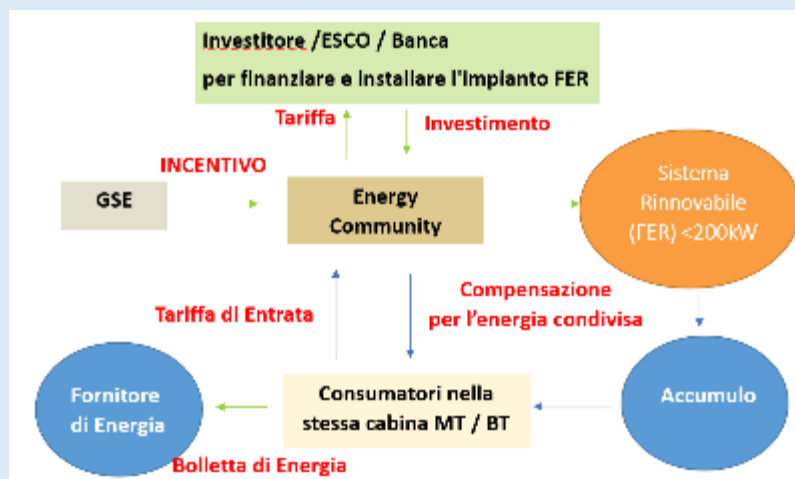 Investitore /ESCO / Banca
per finanziare e installare l'Impianto FER
Tariffa
Investimento
INCENTIVO
GSE
Energy
Community
Sistema
Rinnovabile
(FER) <200kW
Tariffa di Entrata
Compensazione
per l'energia condivisa
Fornitore
di Energia
Consumatori nella
stessa cabina MT / BT
Accumulo
Bolletta di Energia